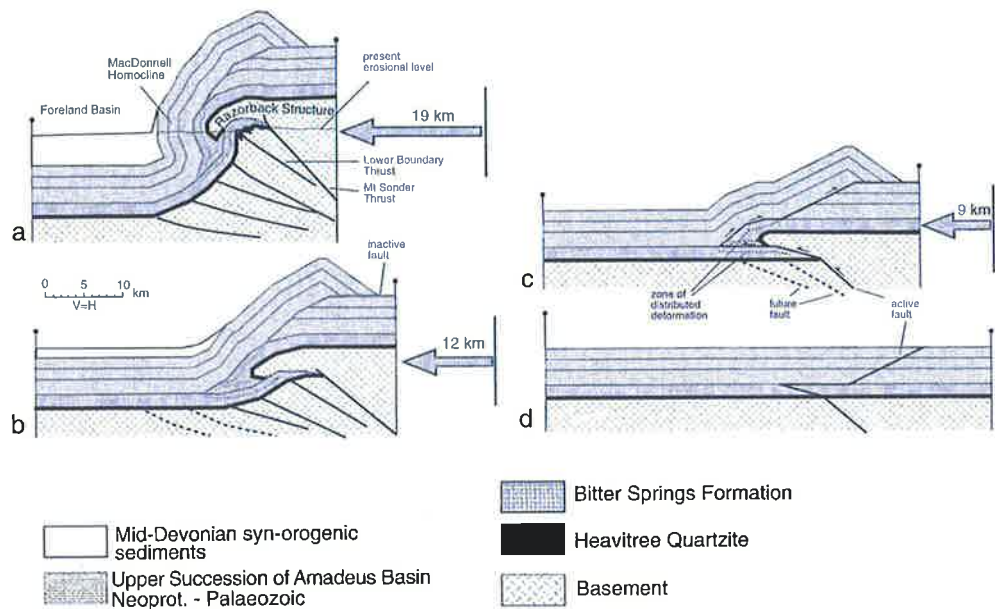 MacDonnell
Homocline
Foreland Basin
Razorback Structure
present
erosional level
19 km
Lower Boundary
Thrust
Mt Sonder
Thrust
a
inactive
fault
0 5 10 km
V=H
12 km
b
9 km
c
zone of
distributed
deformation
future
fault
active
fault
d
Mid-Devonian syn-orogenic
sediments
Upper Succession of Amadeus Basin
Neoprot. - Palaeozoic
Bitter Springs Formation
Heavitree Quartzite
Basement